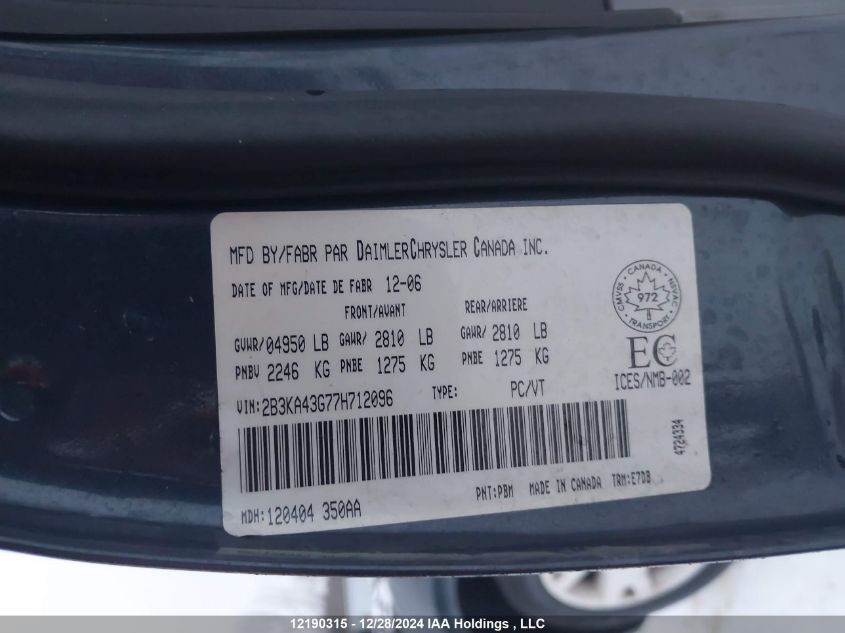 MFD BY/FABR PAR DAIMLERCHRYSLER CANADA INC.
DATE OF MFG/DATE DE FABR 12-06
FRONT/AVANT REAR/ARRIERE
GVWR/04950 LB GAWR/ 2810 LB GAWR/ 2810 LB
PNBV 2246 KG PNBE 1275 KG PNBE 1275 KG
VIN:2B3KA43G77H712096 TYPE: PC/VT
CANADA
CMVSS NSVAC
972
TRANSPORT
EC
ICES/NMB-002
4724334
PNT:PBM MADE IN CANADA TRM:E7DB
MDH:120404 350AA
12190315 - 12/28/2024 IAA Holdings , LLC